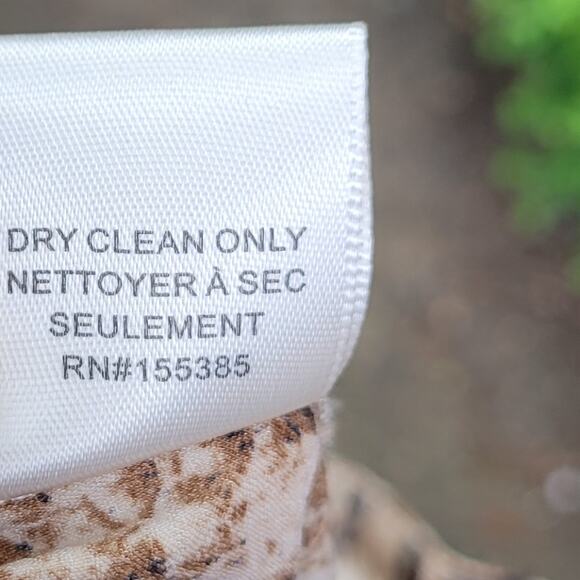 DRY CLEAN ONLY
NETTOYER À SEC
SEULEMENT
RN#155385